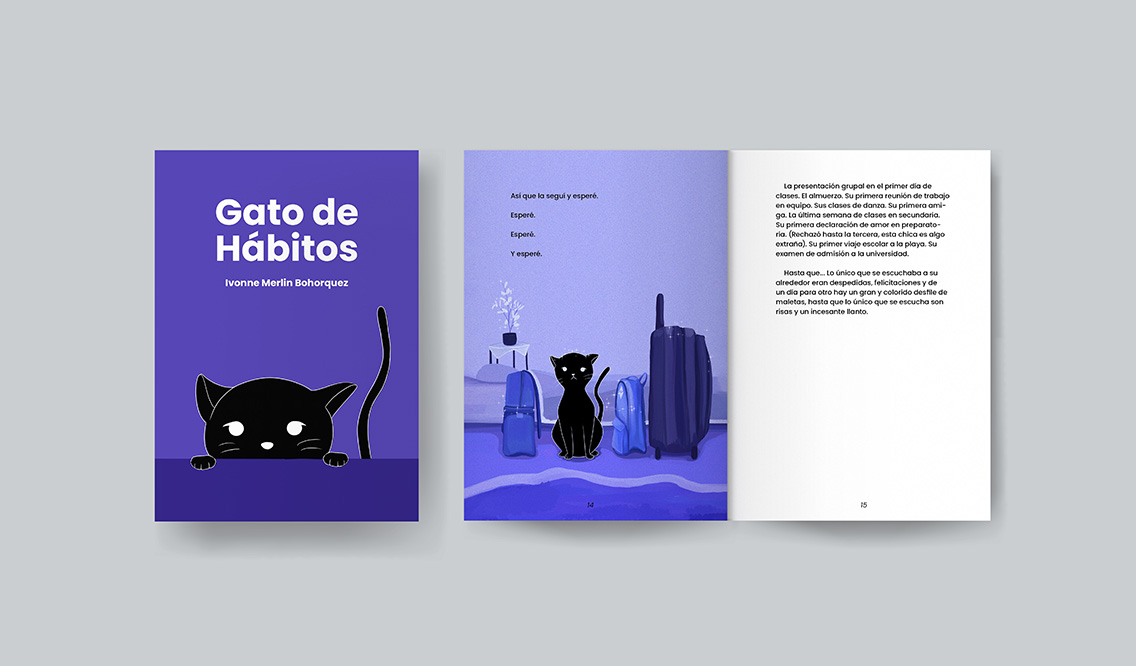 Gato de
Hábitos
Ivonne Merlin Bohorquez
Así que la seguí y esperé.
Esperé.
Esperé.
Y esperé.
14
La presentación grupal en el primer día de
clases. El almuerzo. Su primera reunión de trabajo
en equipo. Sus clases de danza. Su primera ami-
ga. La última semana de clases en secundaria.
Su primera declaración de amor en preparato-
ria. (Rechazó hasta la tercera, esta chica es algo
extraña). Su primer viaje escolar a la playa. Su
examen de admisión a la universidad.
Hasta que... Lo único que se escuchaba a su
alrededor eran despedidas, felicitaciones y de
un día para otro hay un gran y colorido desfile de
maletas, hasta que lo único que se escucha son
risas y un incesante llanto.
15